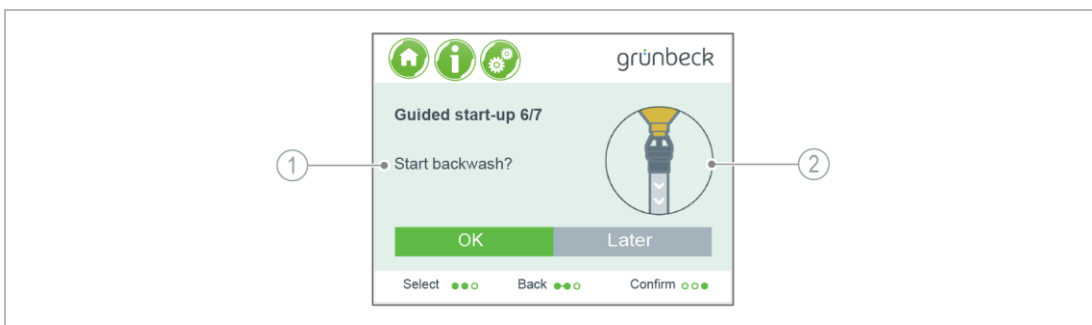 grünbeck
Guided start-up 6/7
1
Start backwash?
2
OK
Later
Select
Back
Confirm